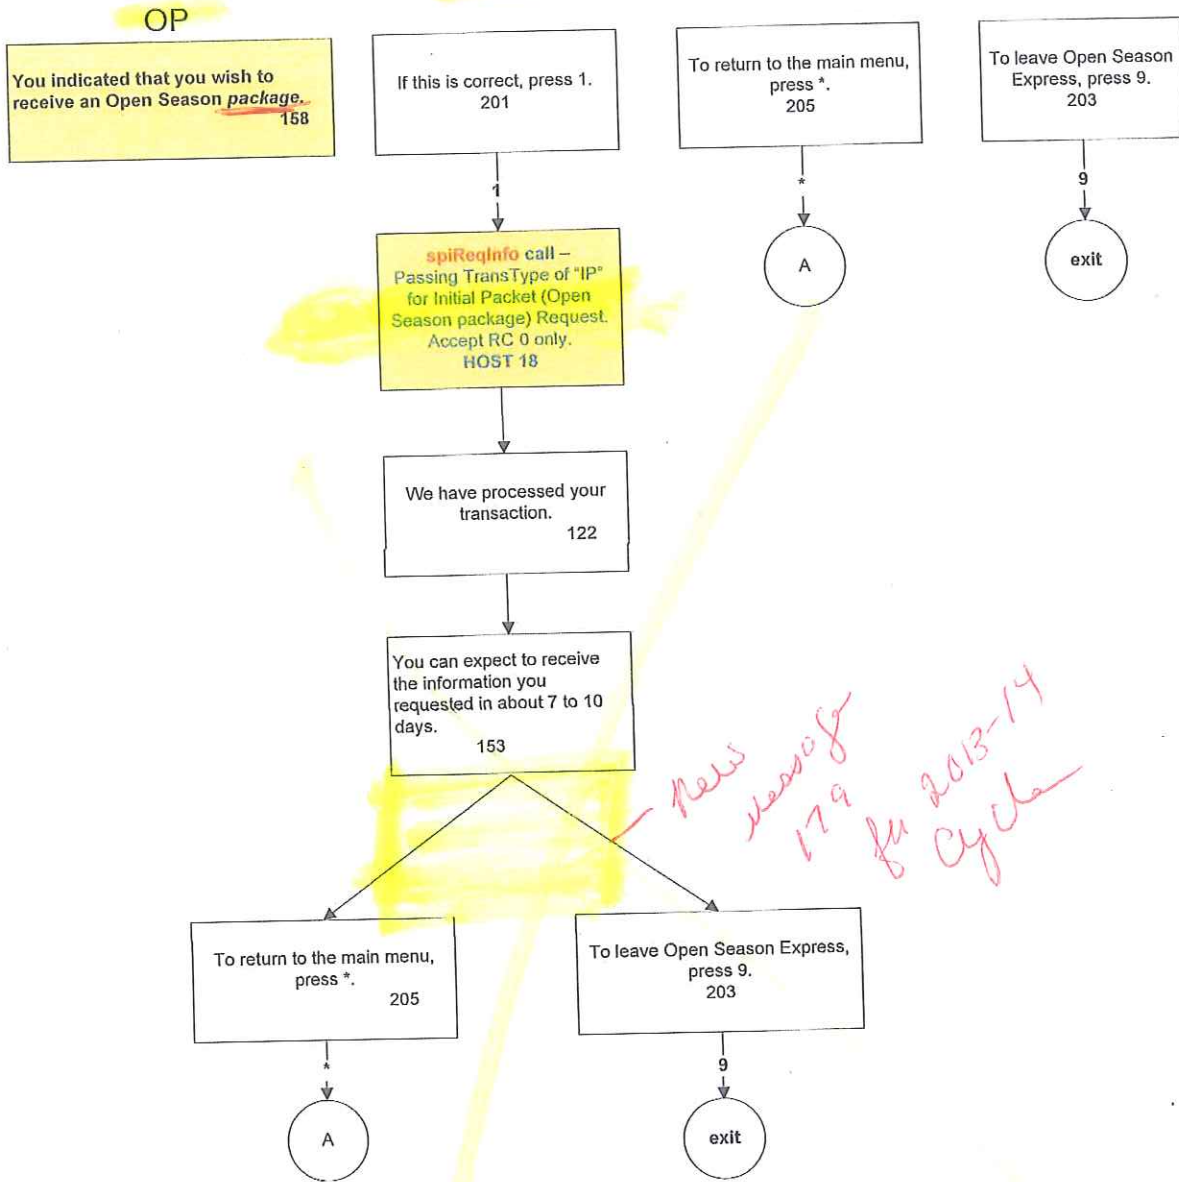 OP
You indicated that you wish to
receive an Open Season package.
158
If this is correct, press 1.
201
To return to the main menu,
press *.
205
To leave Open Season
Express, press 9.
203
1
*
9
spiReqInfo call –
Passing TransType of "IP"
for Initial Packet (Open
Season package) Request.
Accept RC 0 only.
HOST 18
A
exit
We have processed your
transaction.
122
You can expect to receive
the information you
requested in about 7 to 10
days.
153
New
message
179
for 2013-14
Cycle
To return to the main menu,
press *.
205
To leave Open Season Express,
press 9.
203
*
9
A
exit